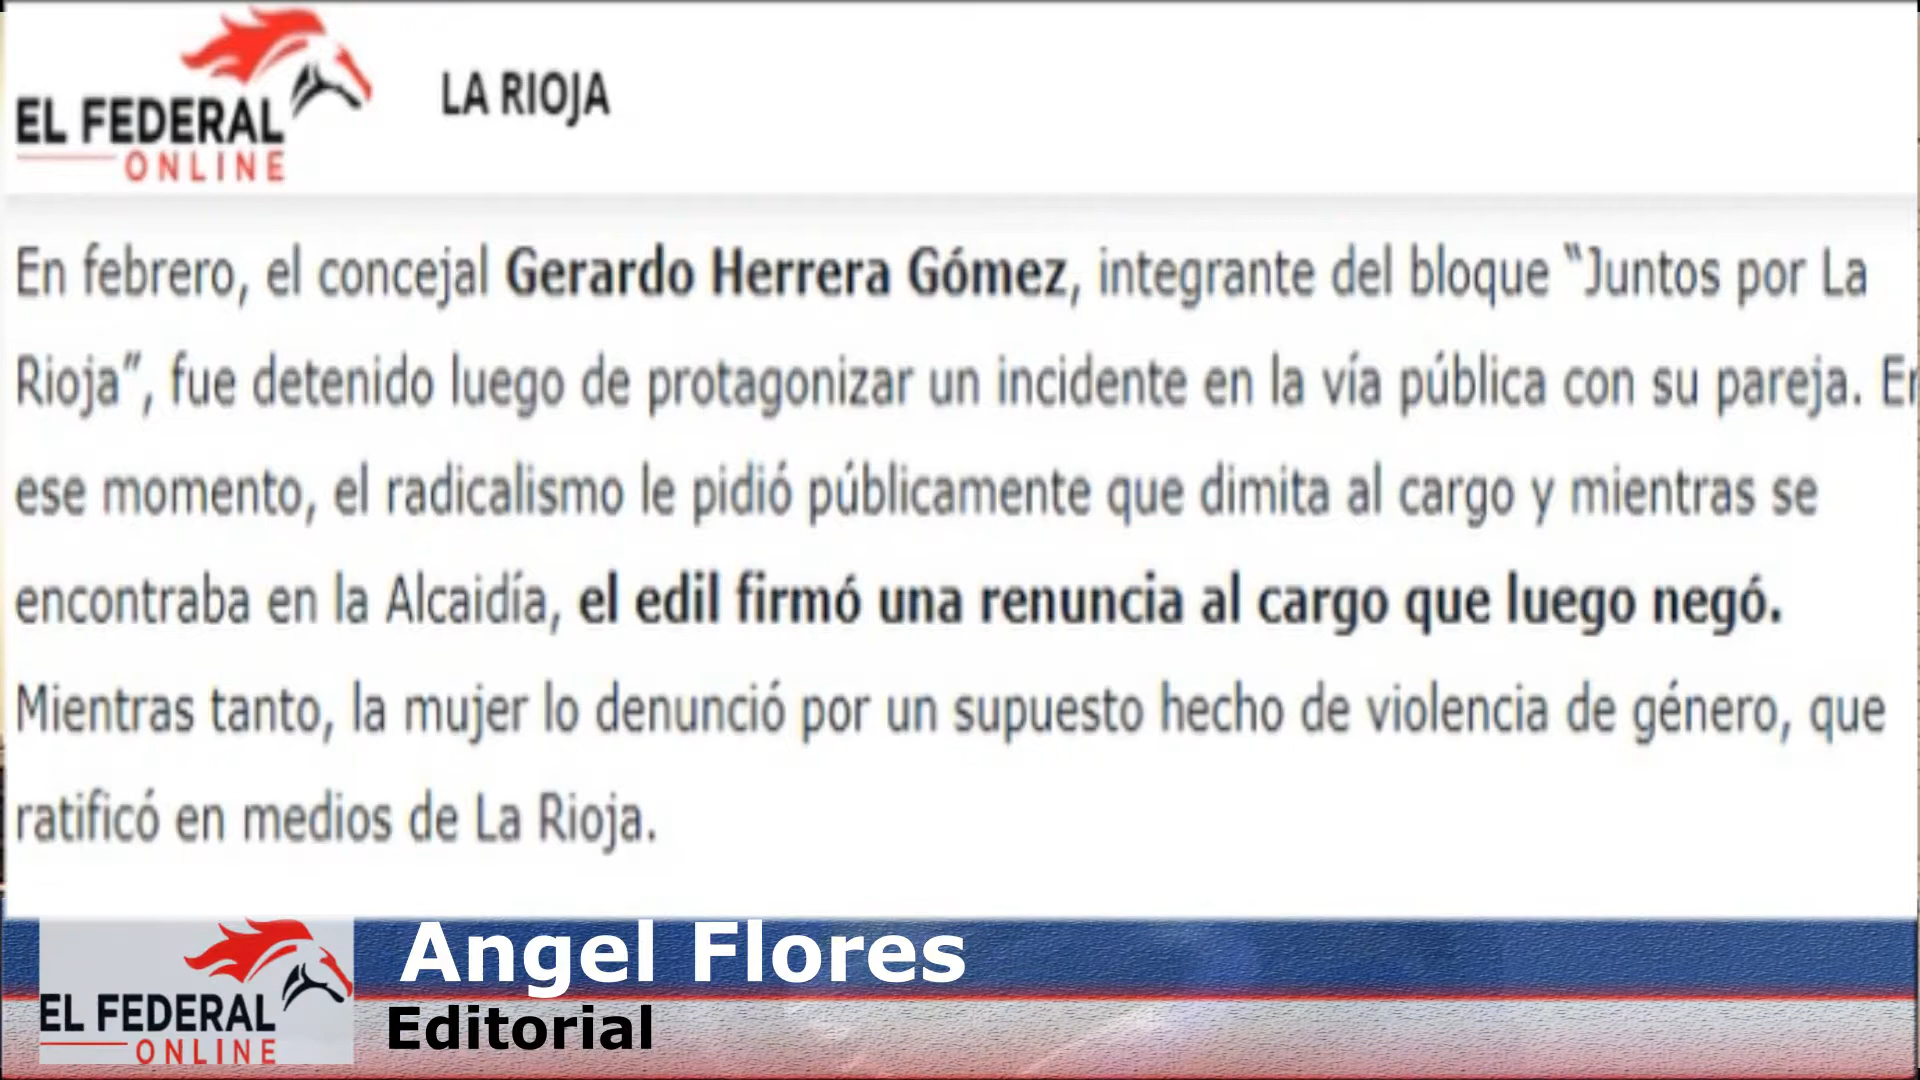 EL FEDERAL
ONLINE
LA RIOJA
En febrero, el concejal Gerardo Herrera Gómez, integrante del bloque “Juntos por La
Rioja”, fue detenido luego de protagonizar un incidente en la vía pública con su pareja. En
ese momento, el radicalismo le pidió públicamente que dimita al cargo y mientras se
encontraba en la Alcaidía, el edil firmó una renuncia al cargo que luego negó.
Mientras tanto, la mujer lo denunció por un supuesto hecho de violencia de género, que
ratificó en medios de La Rioja.
EL FEDERAL
ONLINE
Angel Flores
Editorial